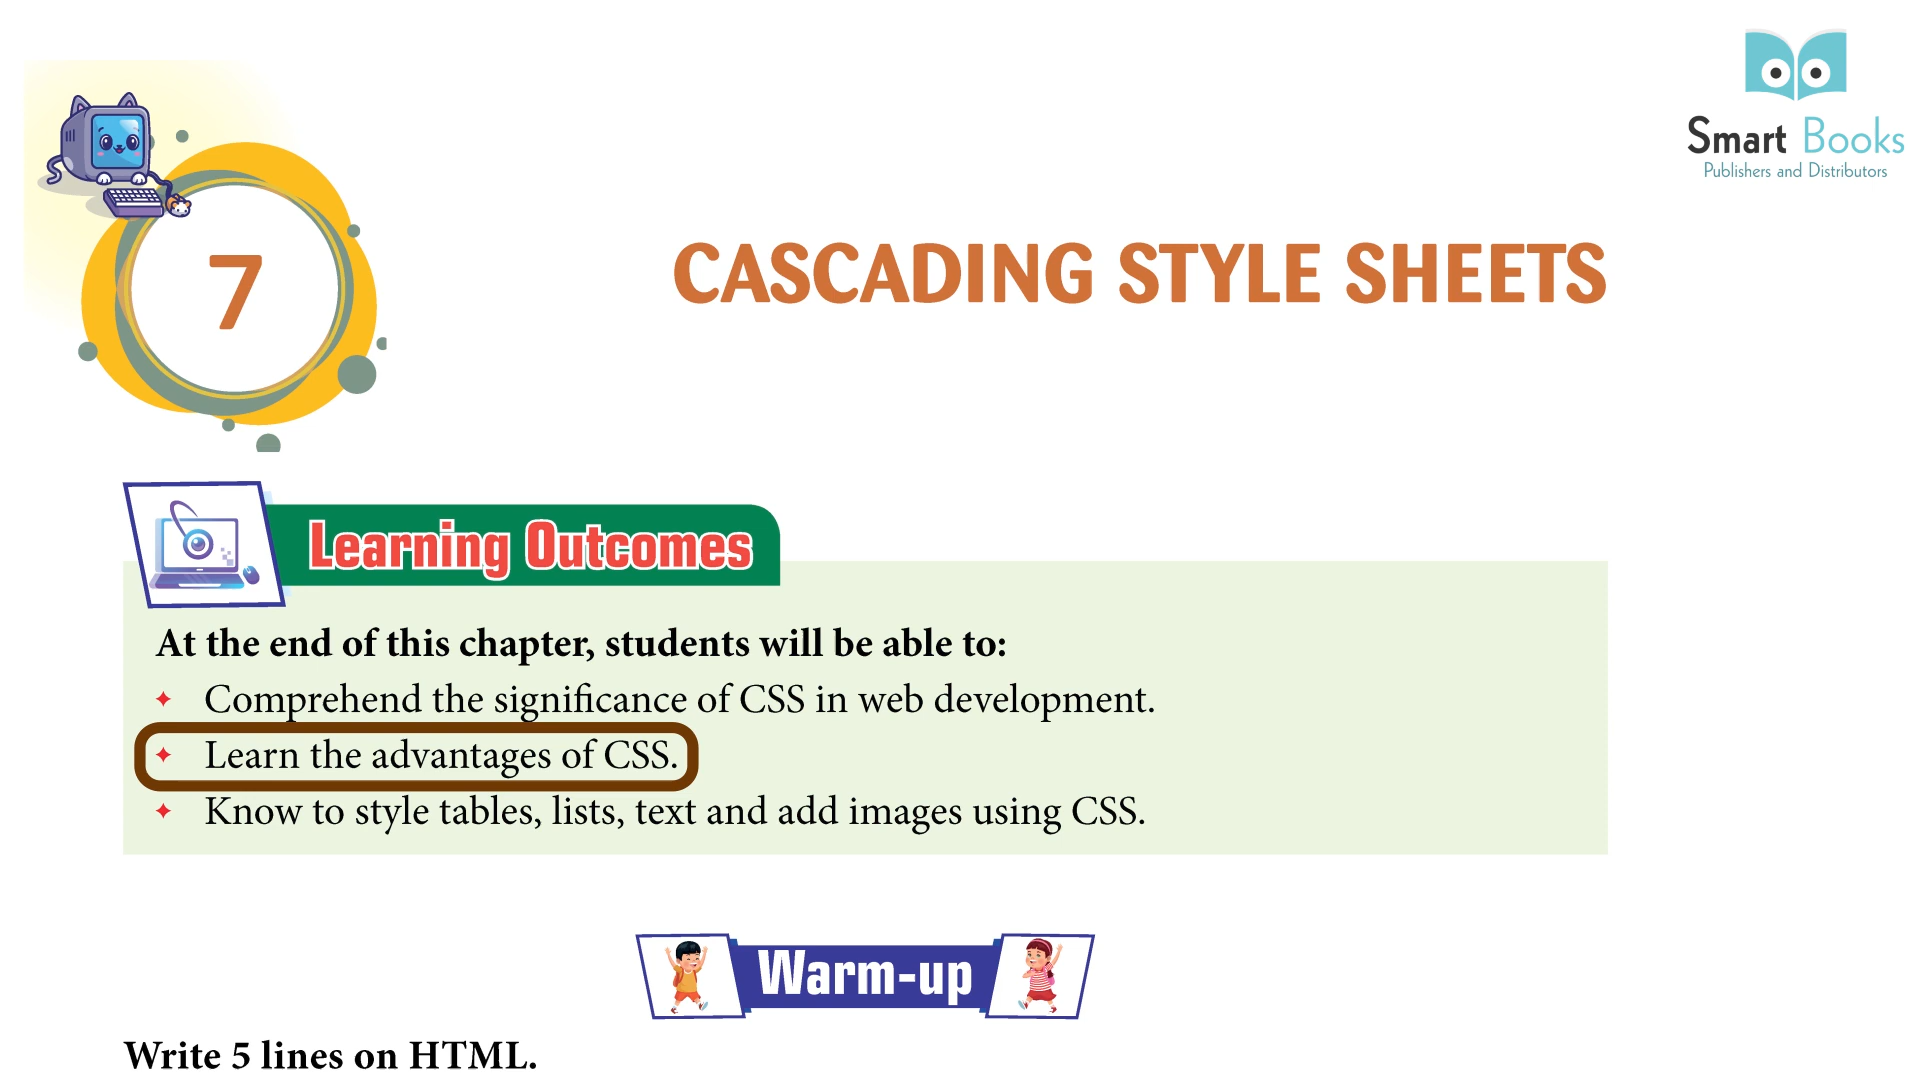 Smart Books
Publishers and Distributors
7
CASCADING STYLE SHEETS
Learning Outcomes
At the end of this chapter, students will be able to:
✦ Comprehend the significance of CSS in web development.
✦ Learn the advantages of CSS.
✦ Know to style tables, lists, text and add images using CSS.
Warm-up
Write 5 lines on HTML.